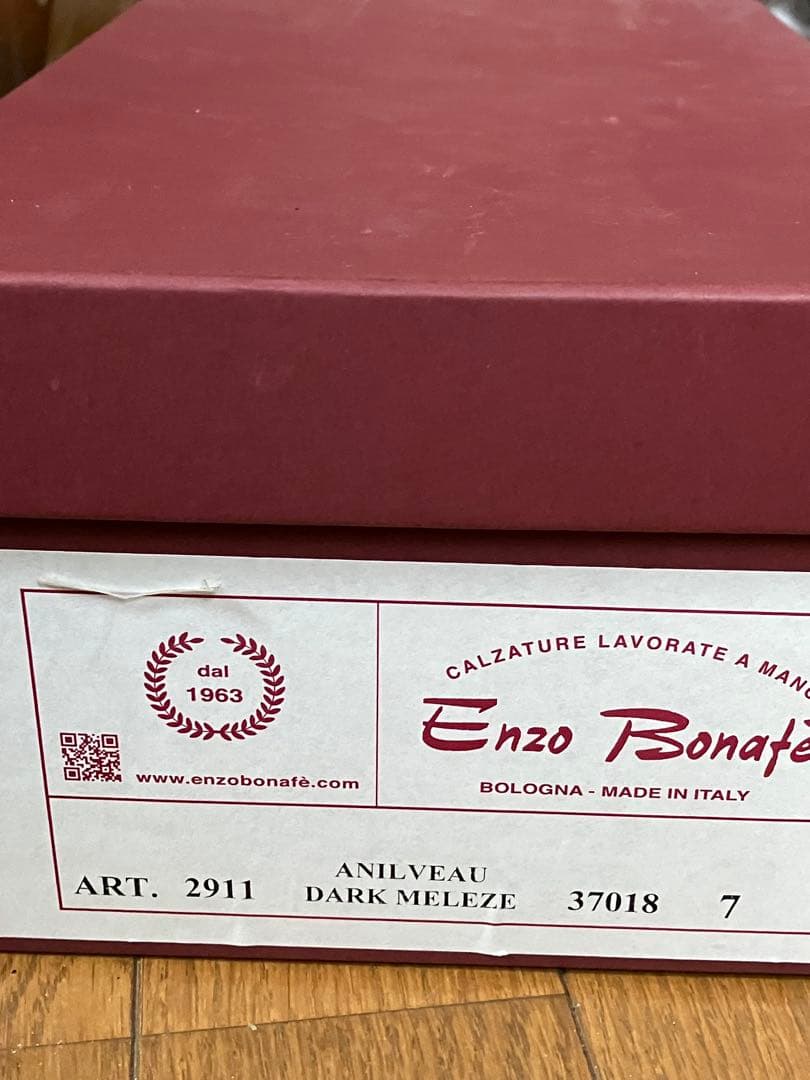 dal
1963
www.enzobonafè.com
CALZATURE LAVORATE A MANO
Enzo Bonafè
BOLOGNA - MADE IN ITALY
ART. 2911
ANILVEAU
DARK MELEZE
37018
7